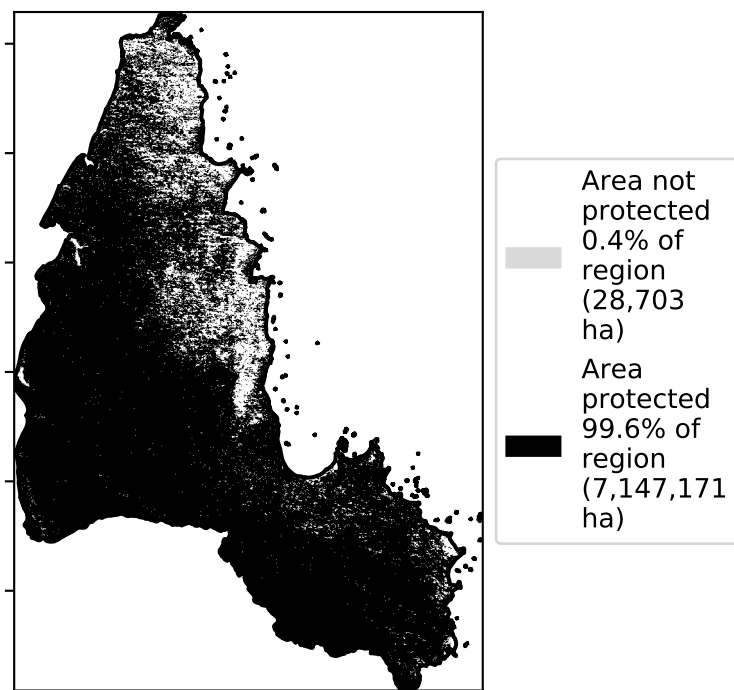 Area not
protected
0.4% of
region
(28,703
ha)
Area
protected
99.6% of
region
(7,147,171
ha)